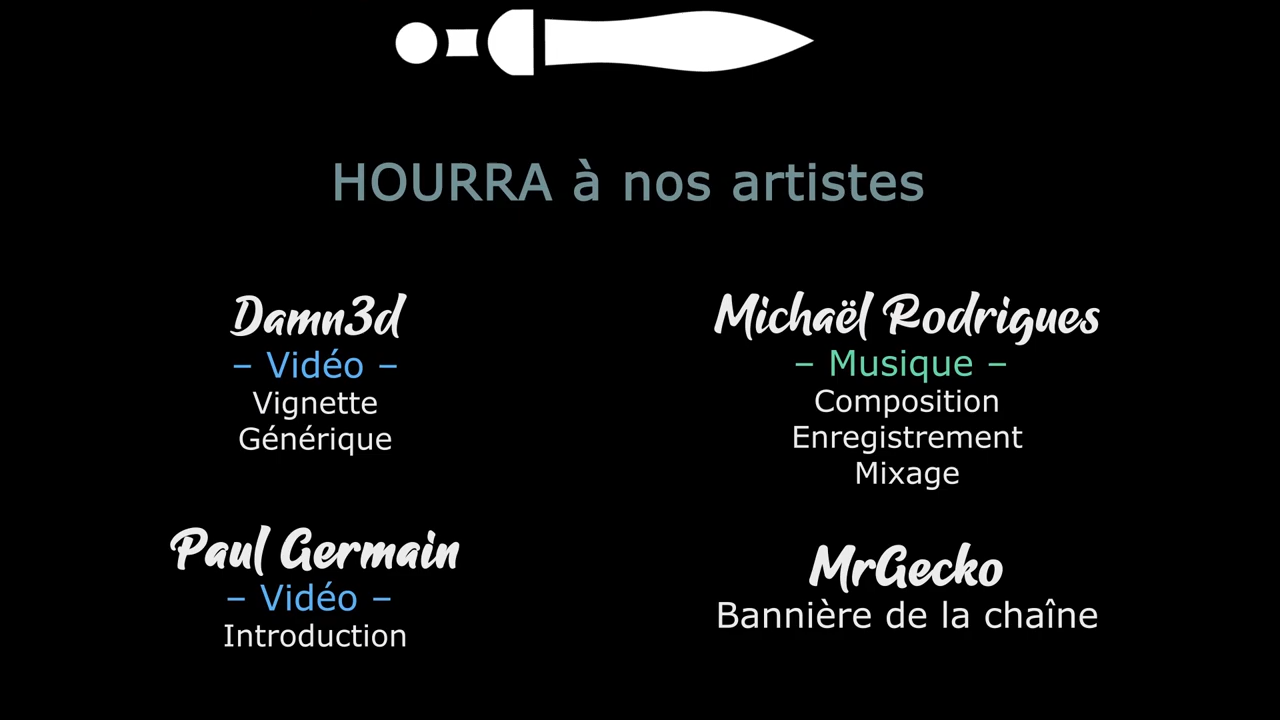 HOURRA à nos artistes
Damn3d
– Vidéo –
Vignette
Générique
Michaël Rodrigues
– Musique –
Composition
Enregistrement
Mixage
Paul Germain
– Vidéo –
Introduction
MrGecko
Bannière de la chaîne